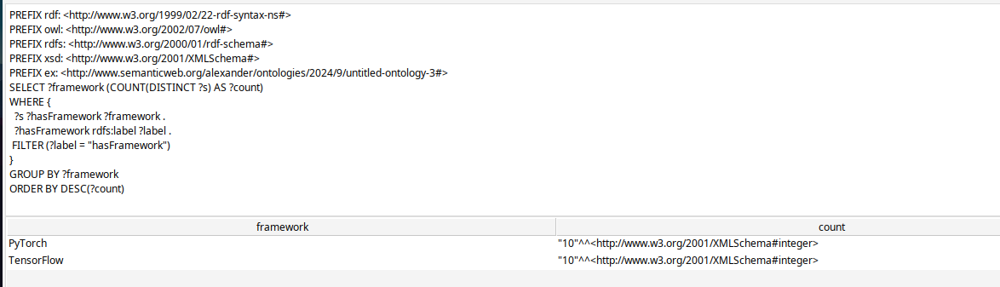 PREFIX rdf: <http://www.w3.org/1999/02/22-rdf-syntax-ns#>
PREFIX owl: <http://www.w3.org/2002/07/owl#>
PREFIX rdfs: <http://www.w3.org/2000/01/rdf-schema#>
PREFIX xsd: <http://www.w3.org/2001/XMLSchema#>
PREFIX ex: <http://www.semanticweb.org/alexander/ontologies/2024/9/untitled-ontology-3#>
SELECT ?framework (COUNT(DISTINCT ?s) AS ?count)
WHERE {
  ?s ?hasFramework ?framework .
  ?hasFramework rdfs:label ?label .
 FILTER (?label = "hasFramework")
}
GROUP BY ?framework
ORDER BY DESC(?count)
framework count
PyTorch "10"^^<http://www.w3.org/2001/XMLSchema#integer>
TensorFlow "10"^^<http://www.w3.org/2001/XMLSchema#integer>